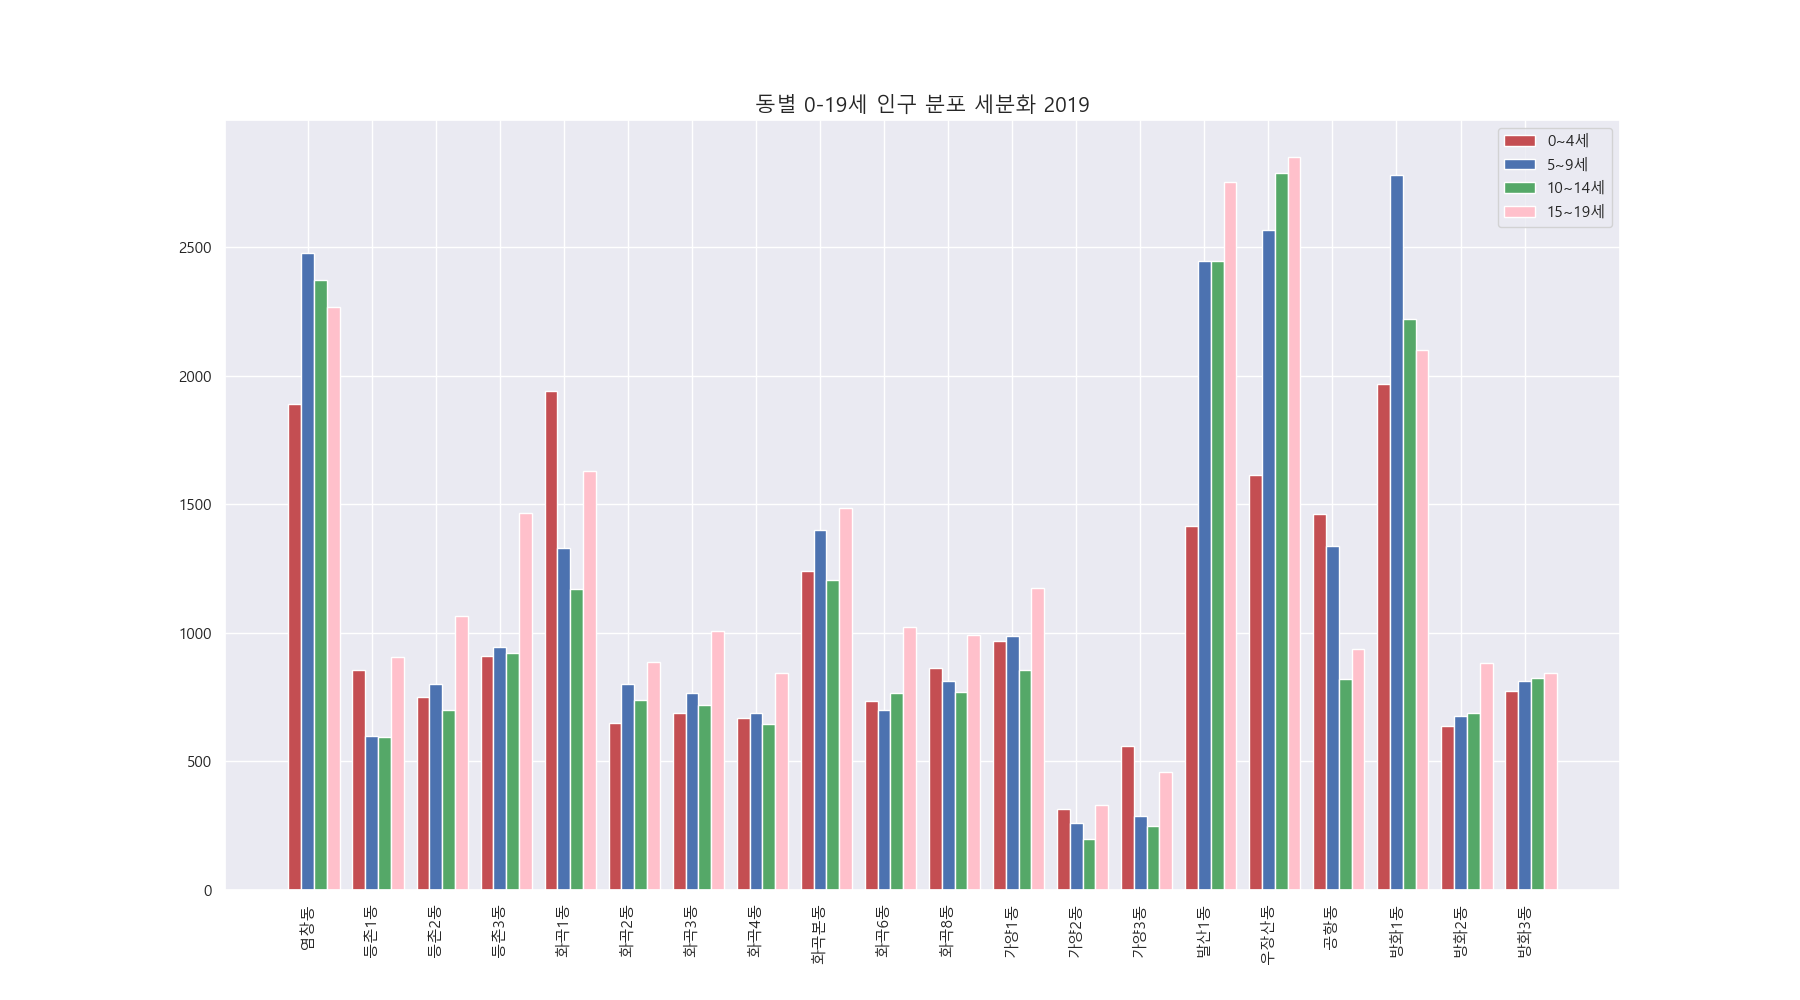 동별 0-19세 인구 분포 세분화 2019
0~4세
5~9세
10~14세
15~19세
2500
2000
1500
1000
500
0
염창동
등촌1동
등촌2동
등촌3동
화곡1동
화곡2동
화곡3동
화곡4동
화곡본동
화곡6동
화곡8동
가양1동
가양2동
가양3동
발산1동
우장산동
공항동
방화1동
방화2동
방화3동